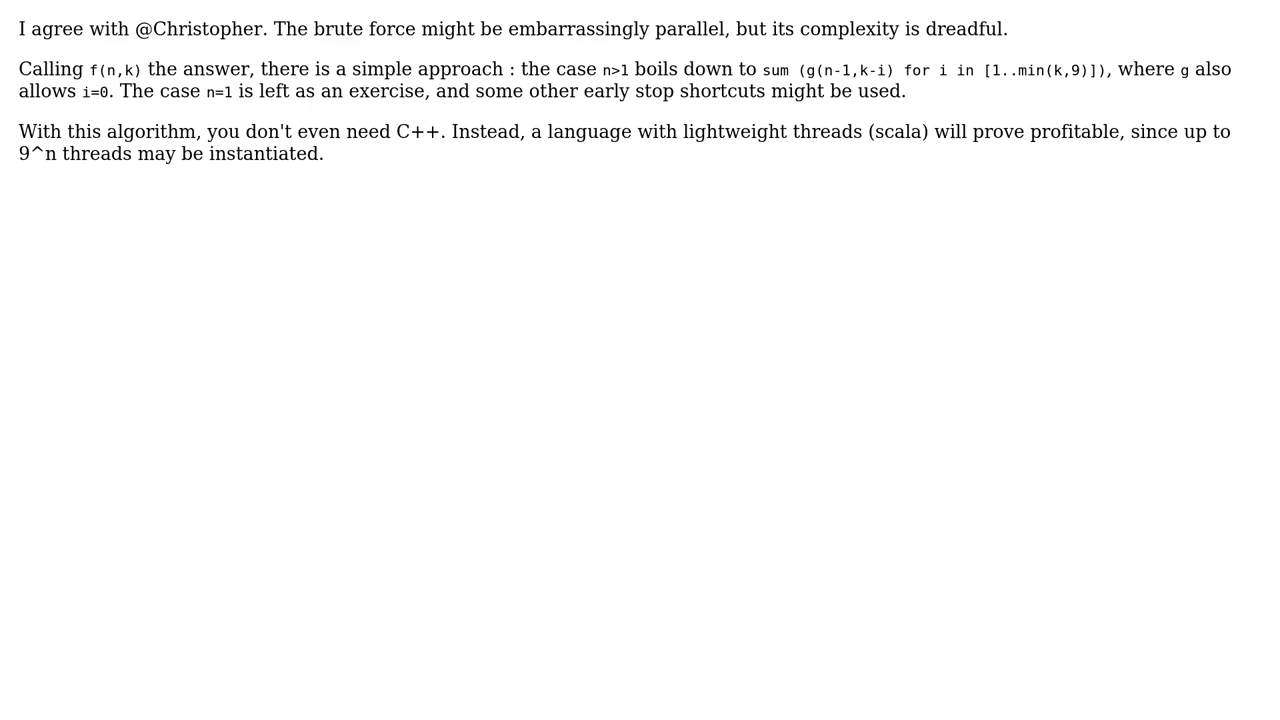 I agree with @Christopher. The brute force might be embarrassingly parallel, but its complexity is dreadful.
Calling f(n,k) the answer, there is a simple approach : the case n>1 boils down to sum (g(n-1,k-i) for i in [1..min(k,9)]), where g also
allows i=0. The case n=1 is left as an exercise, and some other early stop shortcuts might be used.
With this algorithm, you don't even need C++. Instead, a language with lightweight threads (scala) will prove profitable, since up to
9^n threads may be instantiated.